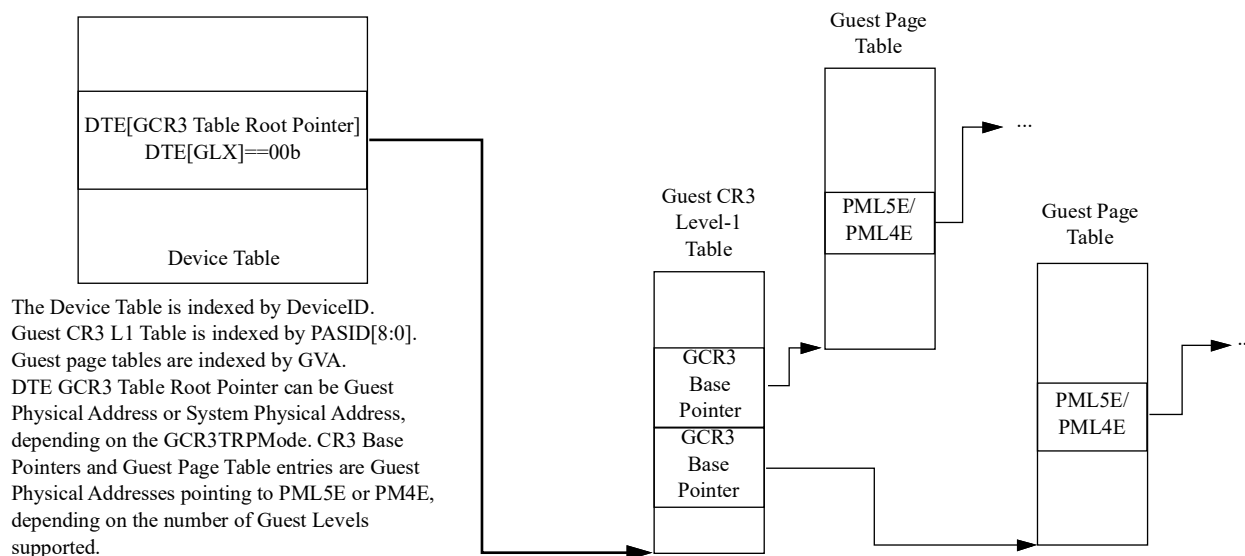 DTE[GCR3 Table Root Pointer]
DTE[GLX]==00b
Device Table
The Device Table is indexed by DeviceID.
Guest CR3 L1 Table is indexed by PASID[8:0].
Guest page tables are indexed by GVA.
DTE GCR3 Table Root Pointer can be Guest
Physical Address or System Physical Address,
depending on the GCR3TRPMode. CR3 Base
Pointers and Guest Page Table entries are Guest
Physical Addresses pointing to PML5E or PM4E,
depending on the number of Guest Levels
supported.
Guest CR3
Level-1
Table
GCR3
Base
Pointer
GCR3
Base
Pointer
Guest Page
Table
PML5E/
PML4E
...
Guest Page
Table
PML5E/
PML4E
..